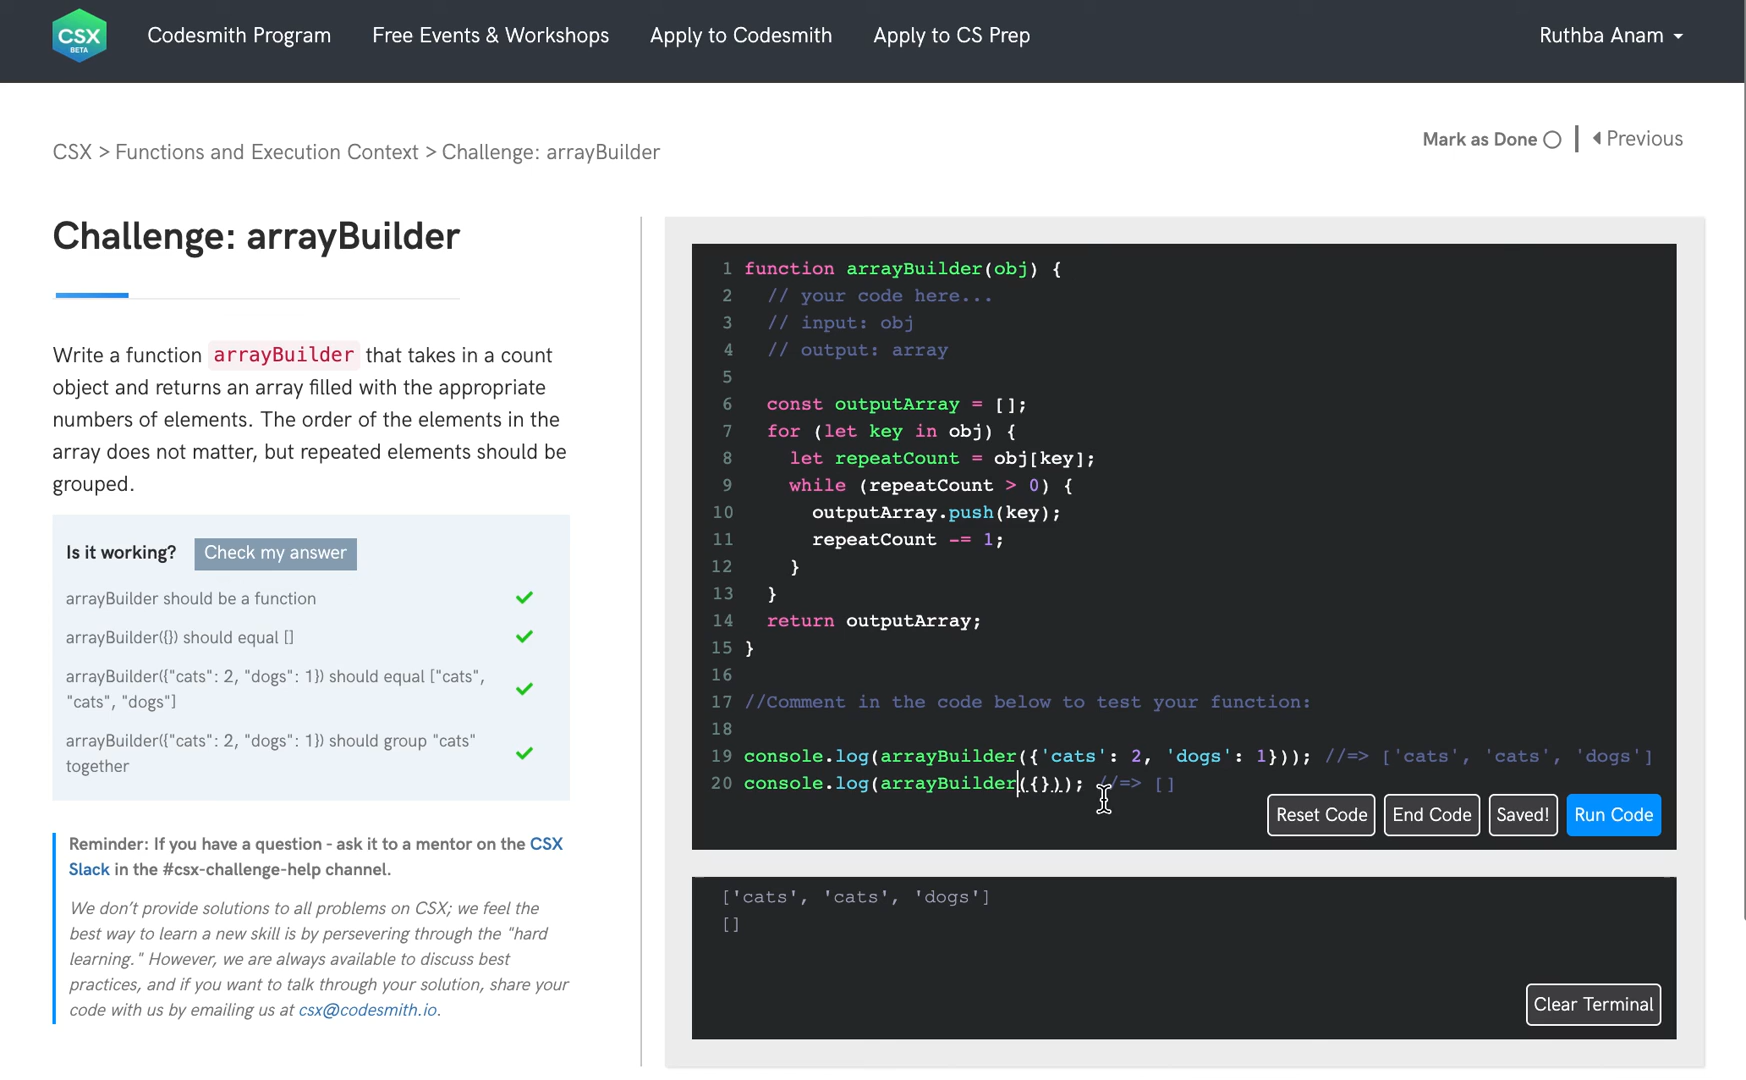 CSX
BETA
Codesmith Program
Free Events & Workshops
Apply to Codesmith
Apply to CS Prep
Ruthba Anam
CSX > Functions and Execution Context > Challenge: arrayBuilder
Mark as Done
Previous
Challenge: arrayBuilder
Write a function arrayBuilder that takes in a count
object and returns an array filled with the appropriate
numbers of elements. The order of the elements in the
array does not matter, but repeated elements should be
grouped.
Is it working? Check my answer
arrayBuilder should be a function
arrayBuilder({}) should equal []
arrayBuilder({"cats": 2, "dogs": 1}) should equal ["cats",
"cats", "dogs"]
arrayBuilder({"cats": 2, "dogs": 1}) should group "cats"
together
Reminder: If you have a question - ask it to a mentor on the CSX
Slack in the #csx-challenge-help channel.
We don't provide solutions to all problems on CSX; we feel the
best way to learn a new skill is by persevering through the "hard
learning." However, we are always available to discuss best
practices, and if you want to talk through your solution, share your
code with us by emailing us at csx@codesmith.io.
1 function arrayBuilder(obj) {
2   // your code here...
3   // input: obj
4   // output: array
5
6   const outputArray = [];
7   for (let key in obj) {
8     let repeatCount = obj[key];
9     while (repeatCount > 0) {
10       outputArray.push(key);
11       repeatCount -= 1;
12     }
13   }
14   return outputArray;
15 }
16
17 //Comment in the code below to test your function:
18
19 console.log(arrayBuilder({'cats': 2, 'dogs': 1})); //=> ['cats', 'cats', 'dogs']
20 console.log(arrayBuilder({})); //=> []
Reset Code
End Code
Saved!
Run Code
['cats', 'cats', 'dogs']
[]
Clear Terminal